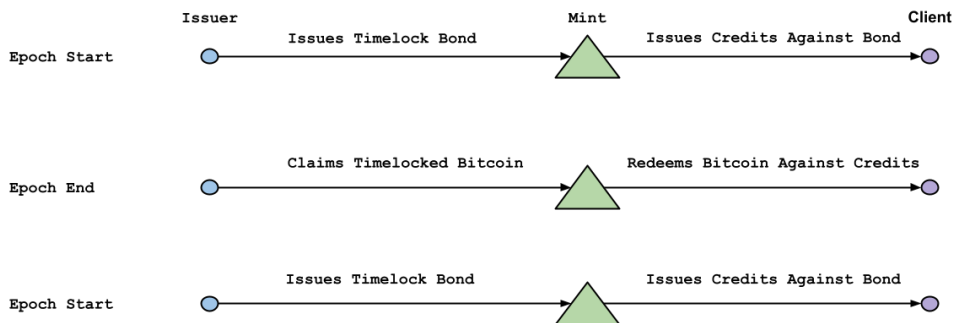 Issuer
Mint
Client
Issues Timelock Bond
Issues Credits Against Bond
Epoch Start
Claims Timelocked Bitcoin
Redeems Bitcoin Against Credits
Epoch End
Issues Timelock Bond
Issues Credits Against Bond
Epoch Start